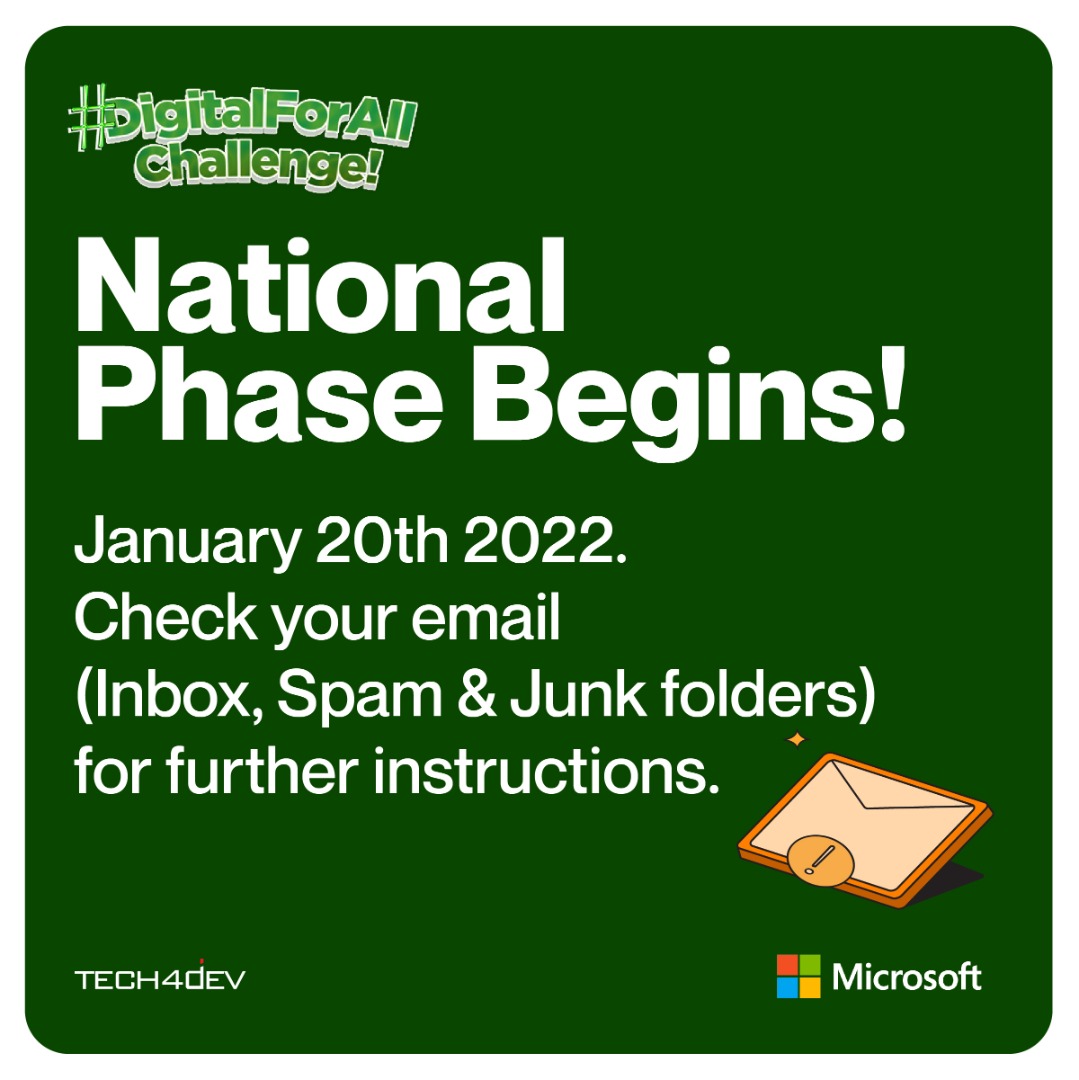 #DigitalForAll
Challenge!
National
Phase Begins!
January 20th 2022.
Check your email
(Inbox, Spam & Junk folders)
for further instructions.
TECH4DEV
Microsoft